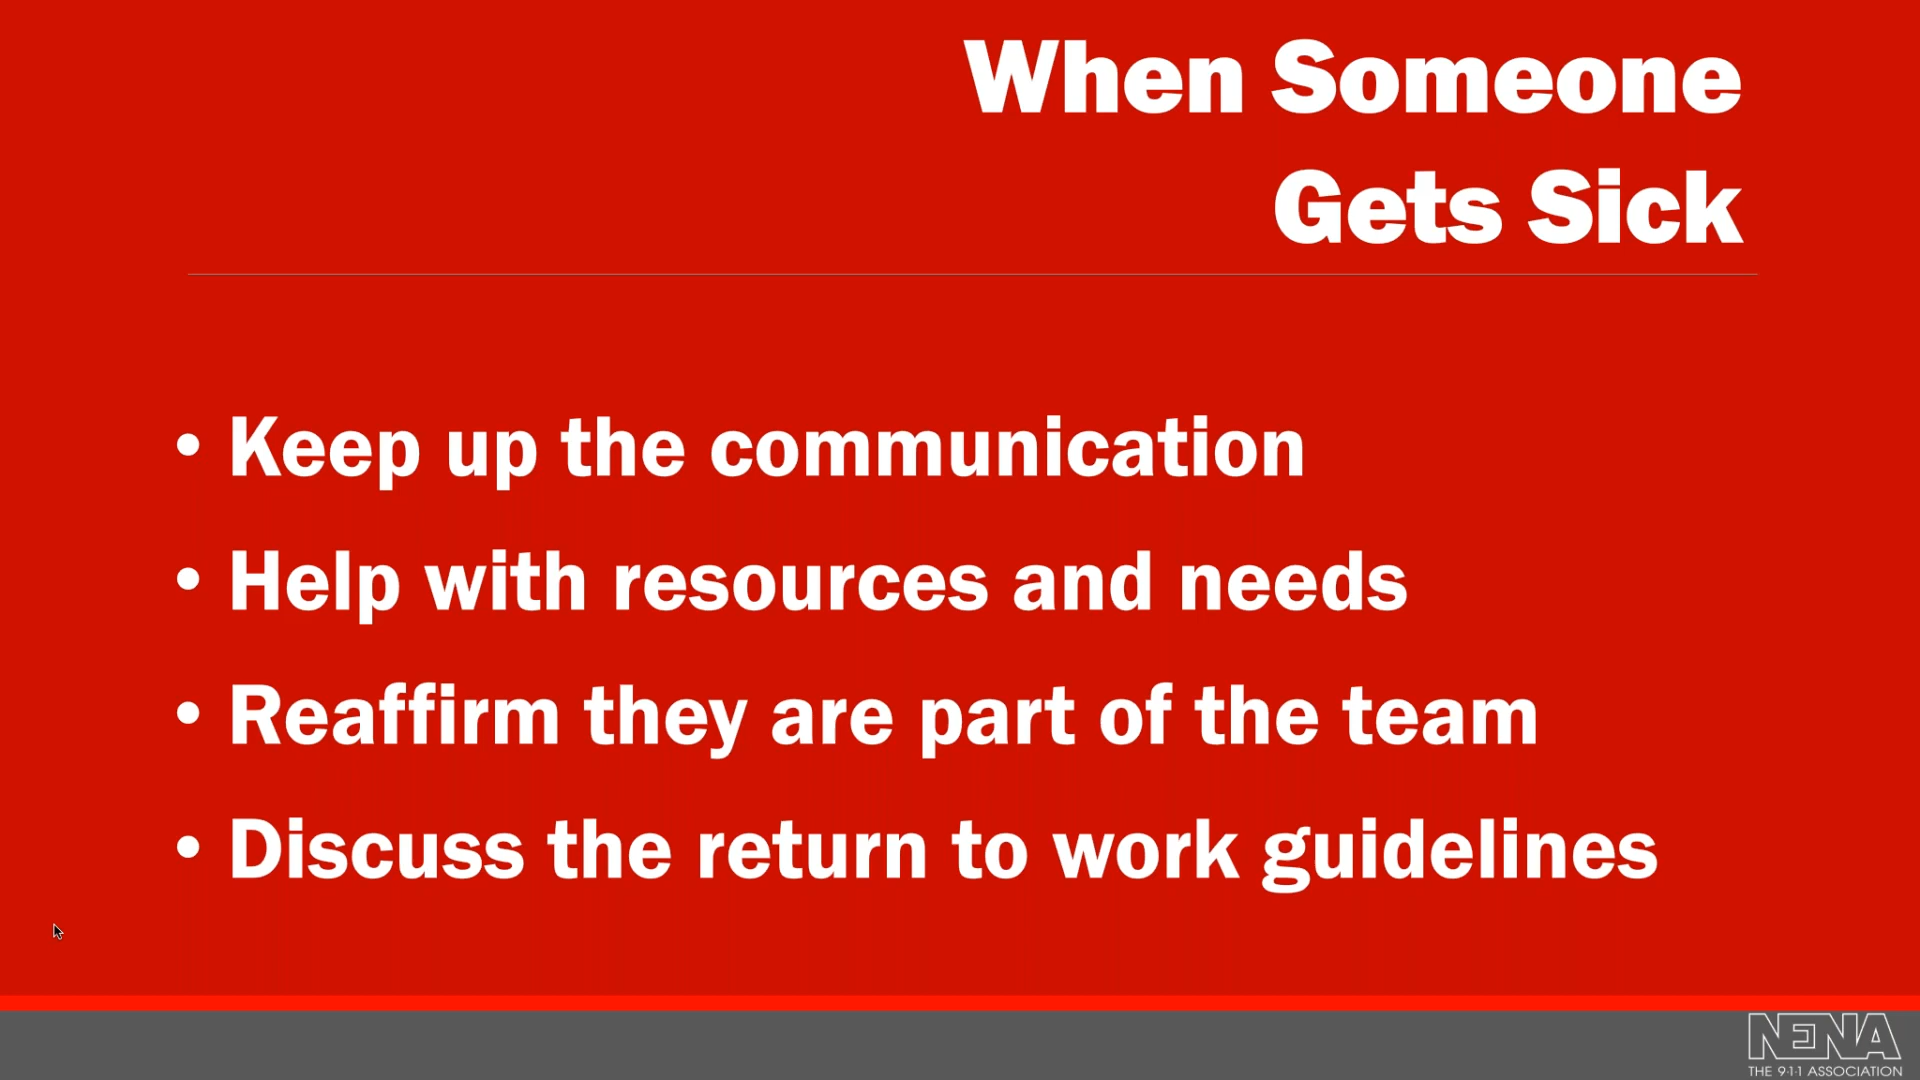 When Someone
Gets Sick
• Keep up the communication
• Help with resources and needs
• Reaffirm they are part of the team
• Discuss the return to work guidelines
NENA
THE 9-1-1 ASSOCIATION